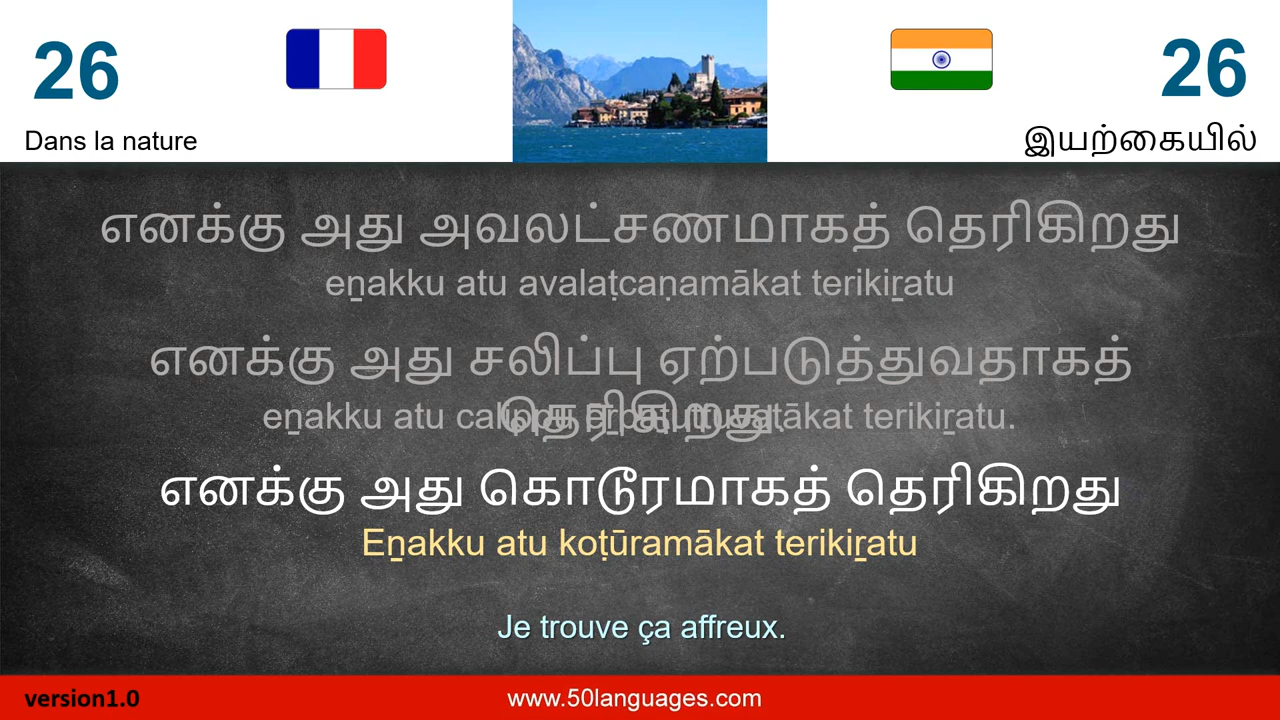 26
26
Dans la nature
இயற்கையில்
எனக்கு அது அவலட்சணமாகத் தெரிகிறது
eṉakku atu avalaṭcaṇamākat terikiṟatu
எனக்கு அது சலிப்பு ஏற்படுத்துவதாகத்
தெரிகிறது.
eṉakku atu calippu ēṟpaṭuttuvatākat terikiṟatu.
எனக்கு அது கொடூரமாகத் தெரிகிறது
Eṉakku atu koṭūramākat terikiṟatu
Je trouve ça affreux.
version1.0
www.50languages.com